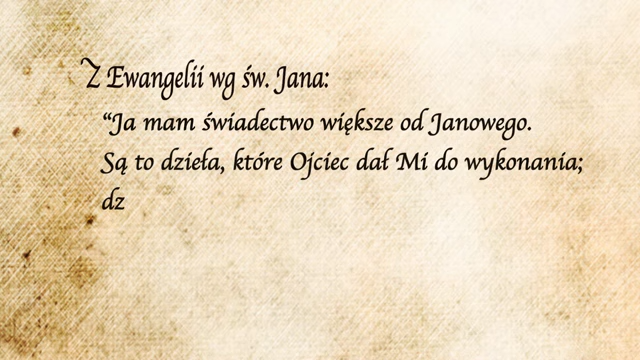 Z Ewangelii wg św. Jana:
“Ja mam świadectwo większe od Janowego.
Są to dzieła, które Ojciec dał Mi do wykonania;
dz